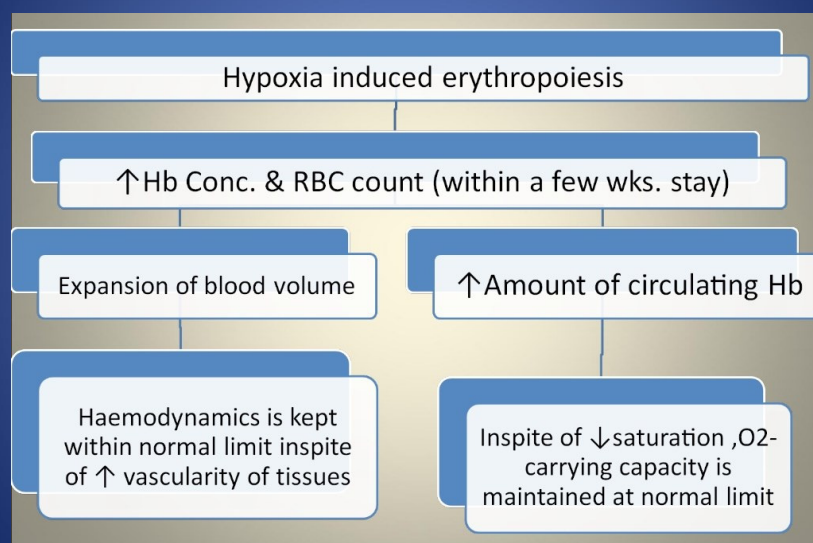 Hypoxia induced erythropoiesis
↑Hb Conc. & RBC count (within a few wks. stay)
Expansion of blood volume
↑Amount of circulating Hb
Haemodynamics is kept
within normal limit inspite
of ↑ vascularity of tissues
Inspite of ↓saturation ,O2-
carrying capacity is
maintained at normal limit